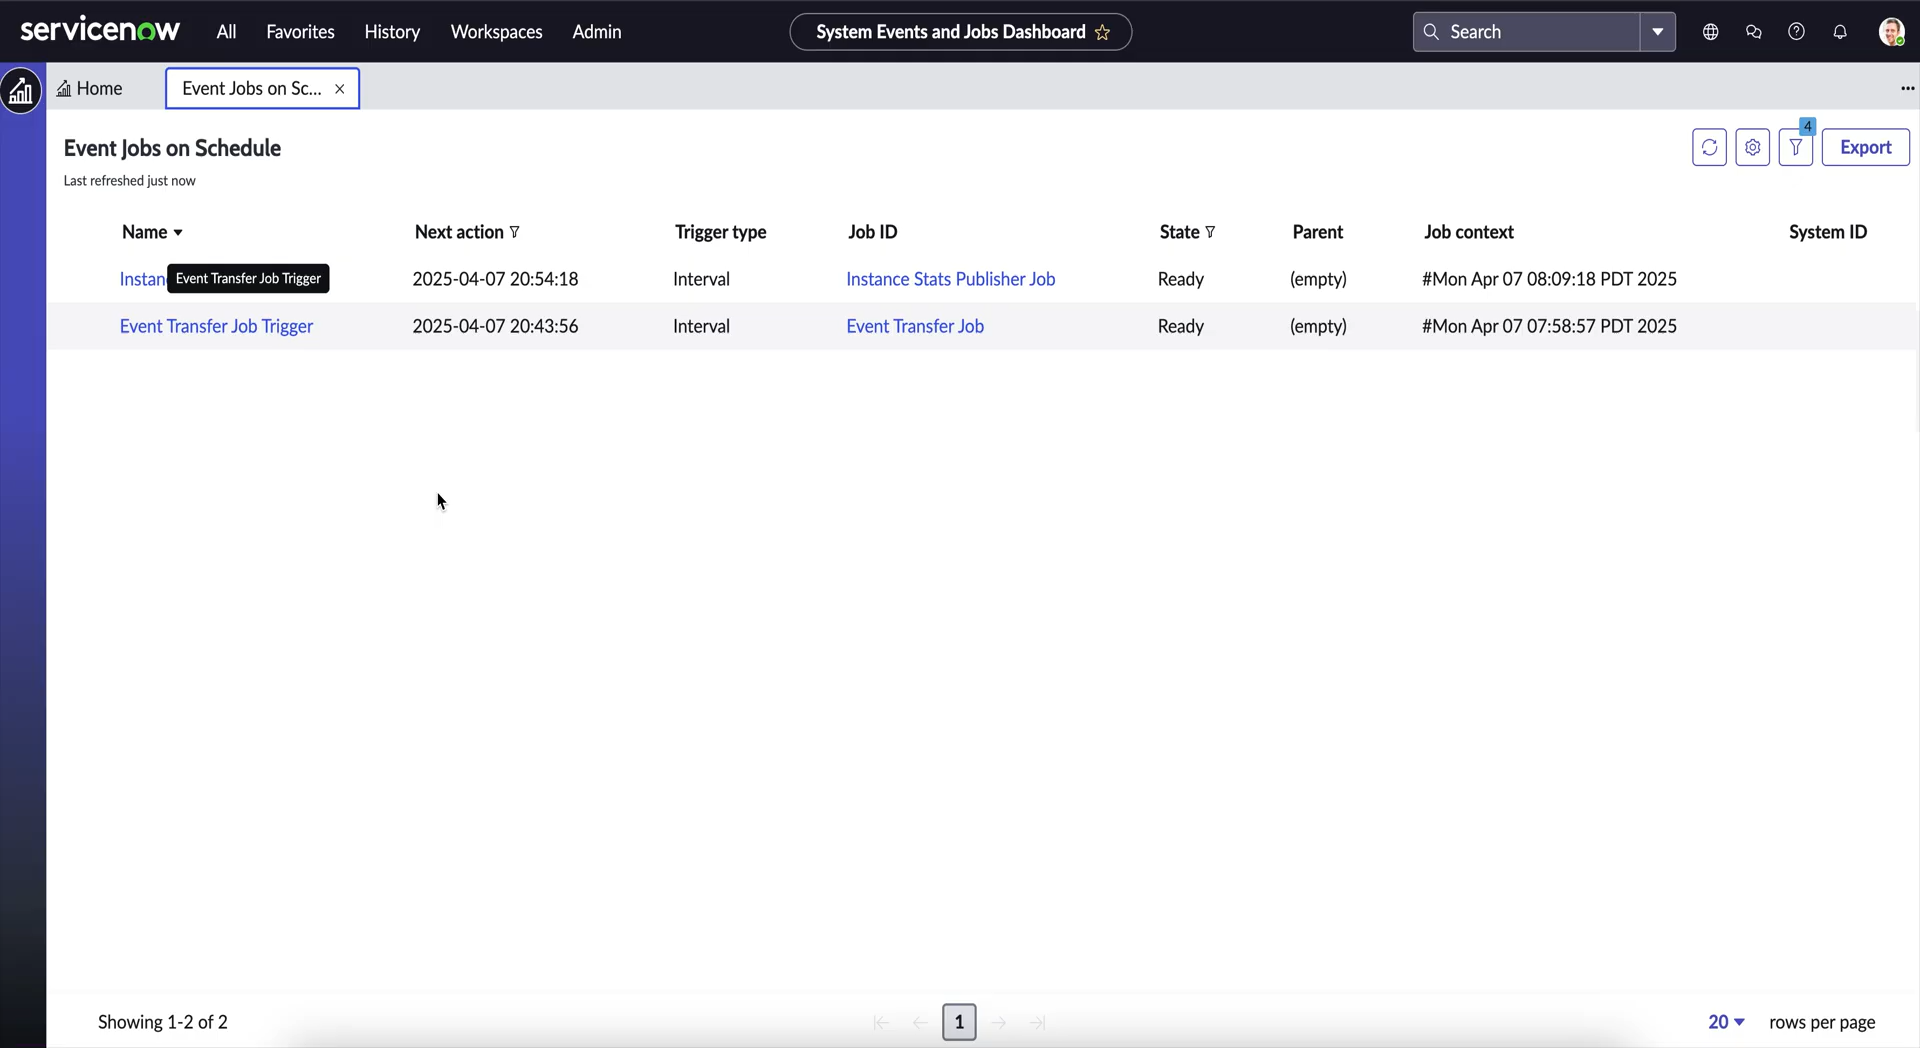 servicenow All Favorites History Workspaces Admin System Events and Jobs Dashboard Search
Home Event Jobs on Sc...
Event Jobs on Schedule
4
Export
Last refreshed just now
Name Next action Trigger type Job ID State Parent Job context System ID
Instan Event Transfer Job Trigger 2025-04-07 20:54:18 Interval Instance Stats Publisher Job Ready (empty) #Mon Apr 07 08:09:18 PDT 2025
Event Transfer Job Trigger 2025-04-07 20:43:56 Interval Event Transfer Job Ready (empty) #Mon Apr 07 07:58:57 PDT 2025
Showing 1-2 of 2 1 20 rows per page